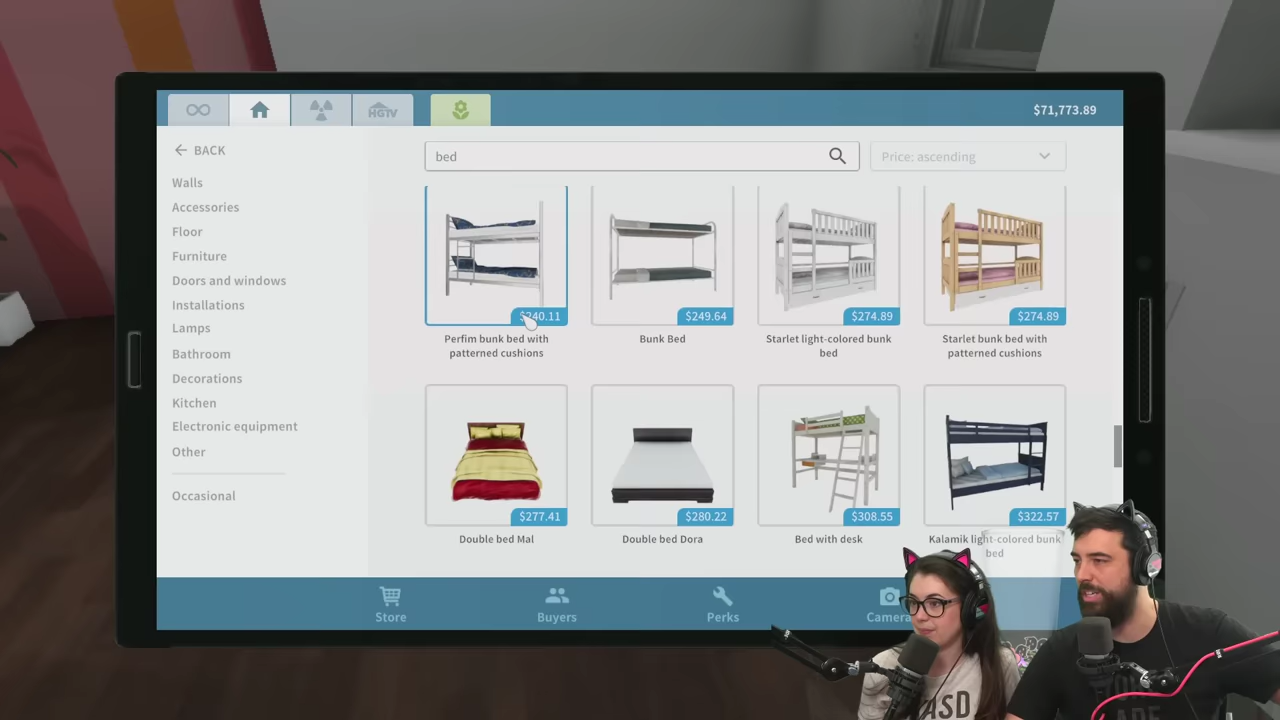 HGTV
$71,773.89
BACK
bed
Price: ascending
Walls
Accessories
Floor
Furniture
Doors and windows
Installations
Lamps
Bathroom
Decorations
Kitchen
Electronic equipment
Other
Occasional
$240.11
$249.64
$274.89
$274.89
Perfim bunk bed with
patterned cushions
Bunk Bed
Starlet light-colored bunk
bed
Starlet bunk bed with
patterned cushions
$277.41
$280.22
$308.55
$322.57
Double bed Mal
Double bed Dora
Bed with desk
Kalamik light-colored bunk
bed
Store
Buyers
Perks
Camera